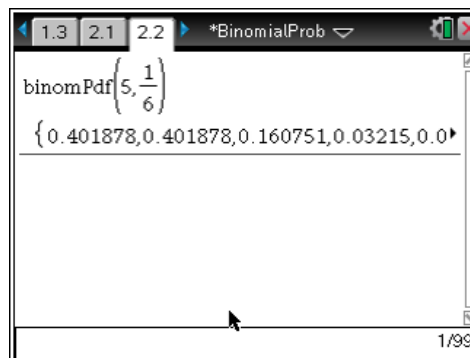 1.3 2.1 2.2 *BinomialProb
binomPdf(5,1/6)
{0.401878,0.401878,0.160751,0.03215,0.0
1/99